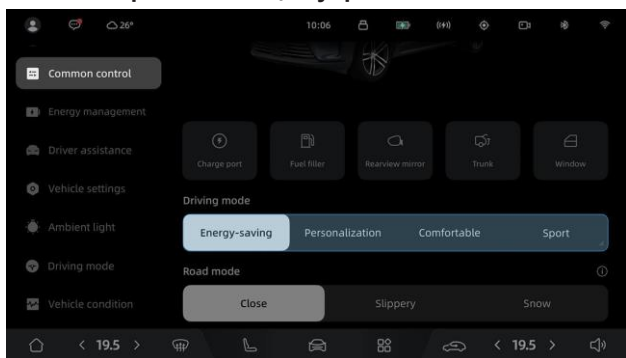 26°
10:06
Common control
Energy management
Driver assistance
Vehicle settings
Ambient light
Driving mode
Vehicle condition
Charge port
Fuel filler
Rearview mirror
Trunk
Window
Driving mode
Energy-saving
Personalization
Comfortable
Sport
Road mode
Close
Slippery
Snow
< 19.5 >
< 19.5 >